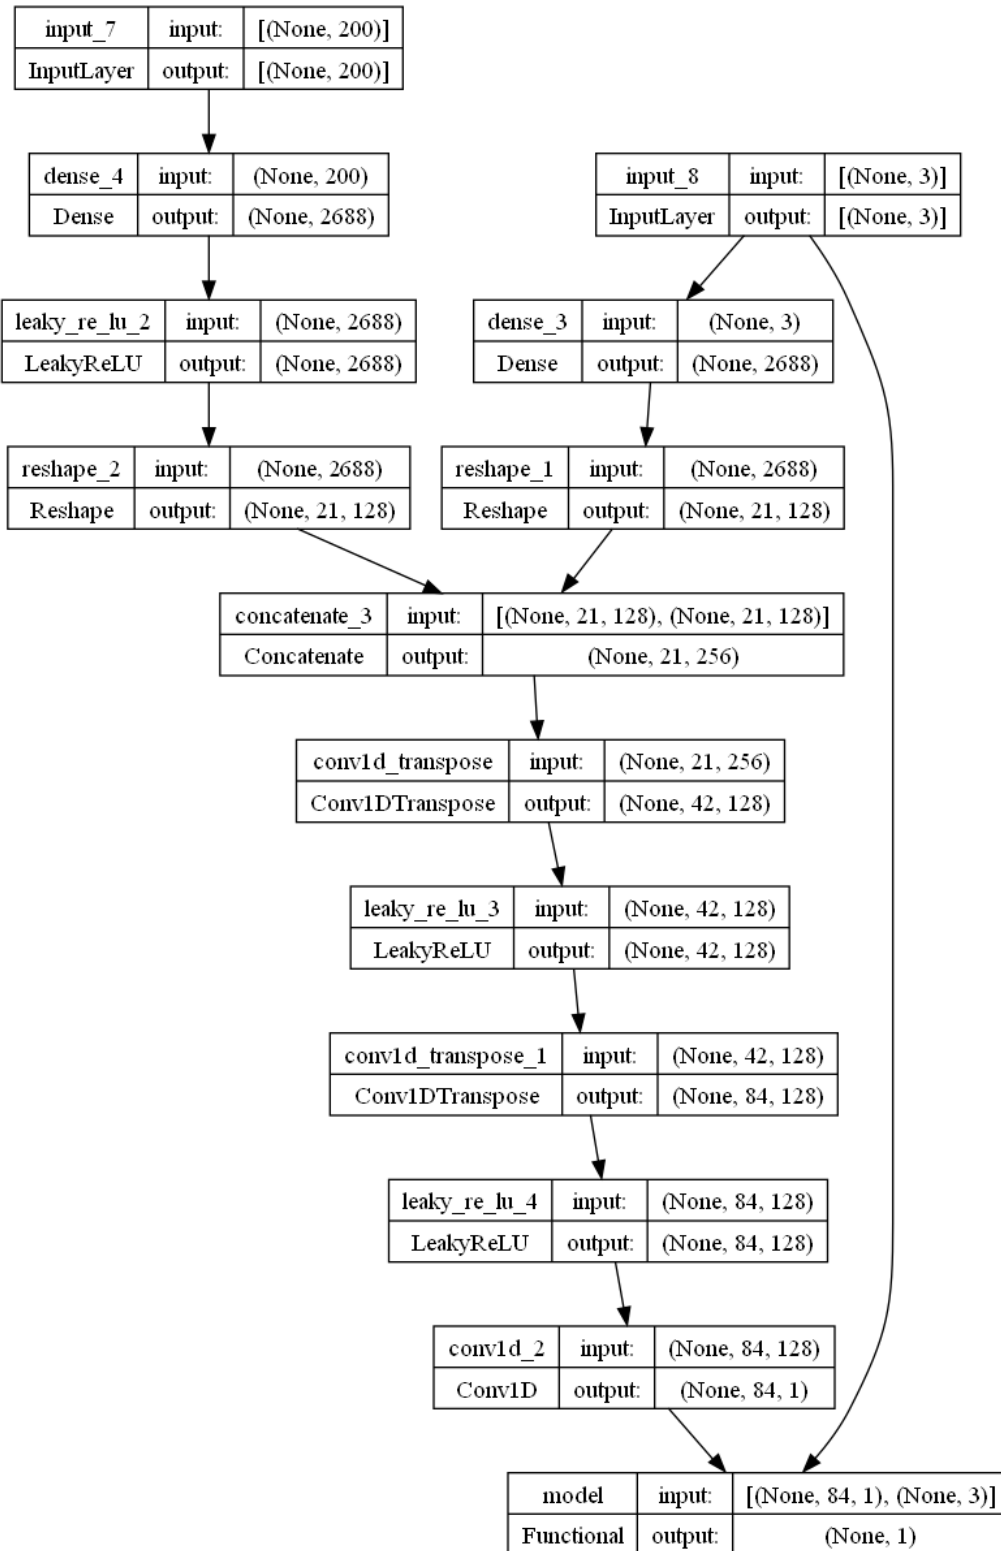 input_7 input: [(None, 200)]
InputLayer output: [(None, 200)]
dense_4 input: (None, 200)
Dense output: (None, 2688)
input_8 input: [(None, 3)]
InputLayer output: [(None, 3)]
leaky_re_lu_2 input: (None, 2688)
LeakyReLU output: (None, 2688)
dense_3 input: (None, 3)
Dense output: (None, 2688)
reshape_2 input: (None, 2688)
Reshape output: (None, 21, 128)
reshape_1 input: (None, 2688)
Reshape output: (None, 21, 128)
concatenate_3 input: [(None, 21, 128), (None, 21, 128)]
Concatenate output: (None, 21, 256)
conv1d_transpose input: (None, 21, 256)
Conv1DTranspose output: (None, 42, 128)
leaky_re_lu_3 input: (None, 42, 128)
LeakyReLU output: (None, 42, 128)
conv1d_transpose_1 input: (None, 42, 128)
Conv1DTranspose output: (None, 84, 128)
leaky_re_lu_4 input: (None, 84, 128)
LeakyReLU output: (None, 84, 128)
conv1d_2 input: (None, 84, 128)
Conv1D output: (None, 84, 1)
model input: [(None, 84, 1), (None, 3)]
Functional output: (None, 1)